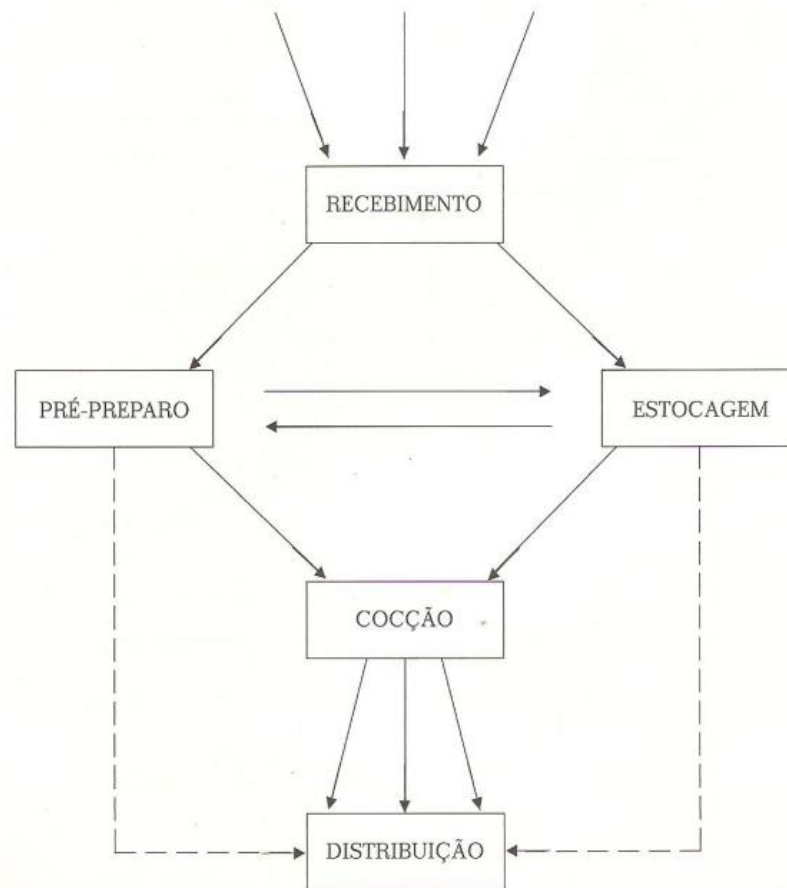 RECEBIMENTO
PRÉ-PREPARO
ESTOCAGEM
COCÇÃO
DISTRIBUIÇÃO